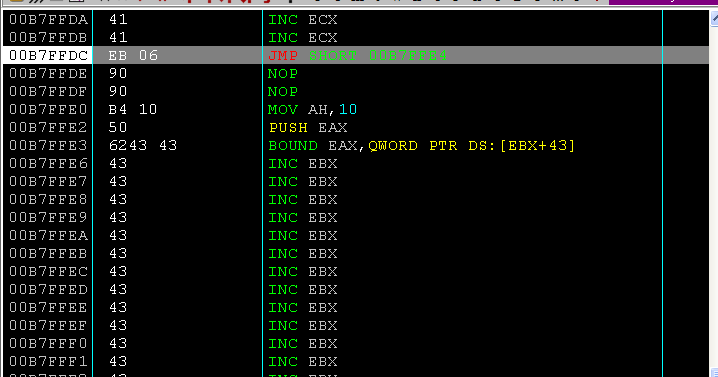 00B7FFDA 41 INC ECX
00B7FFDB 41 INC ECX
00B7FFDC EB 06 JMP SHORT 00B7FFE4
00B7FFDE 90 NOP
00B7FFDF 90 NOP
00B7FFE0 B4 10 MOV AH,10
00B7FFE2 50 PUSH EAX
00B7FFE3 6243 43 BOUND EAX,QWORD PTR DS:[EBX+43]
00B7FFE6 43 INC EBX
00B7FFE7 43 INC EBX
00B7FFE8 43 INC EBX
00B7FFE9 43 INC EBX
00B7FFEA 43 INC EBX
00B7FFEB 43 INC EBX
00B7FFEC 43 INC EBX
00B7FFED 43 INC EBX
00B7FFEE 43 INC EBX
00B7FFEF 43 INC EBX
00B7FFF0 43 INC EBX
00B7FFF1 43 INC EBX